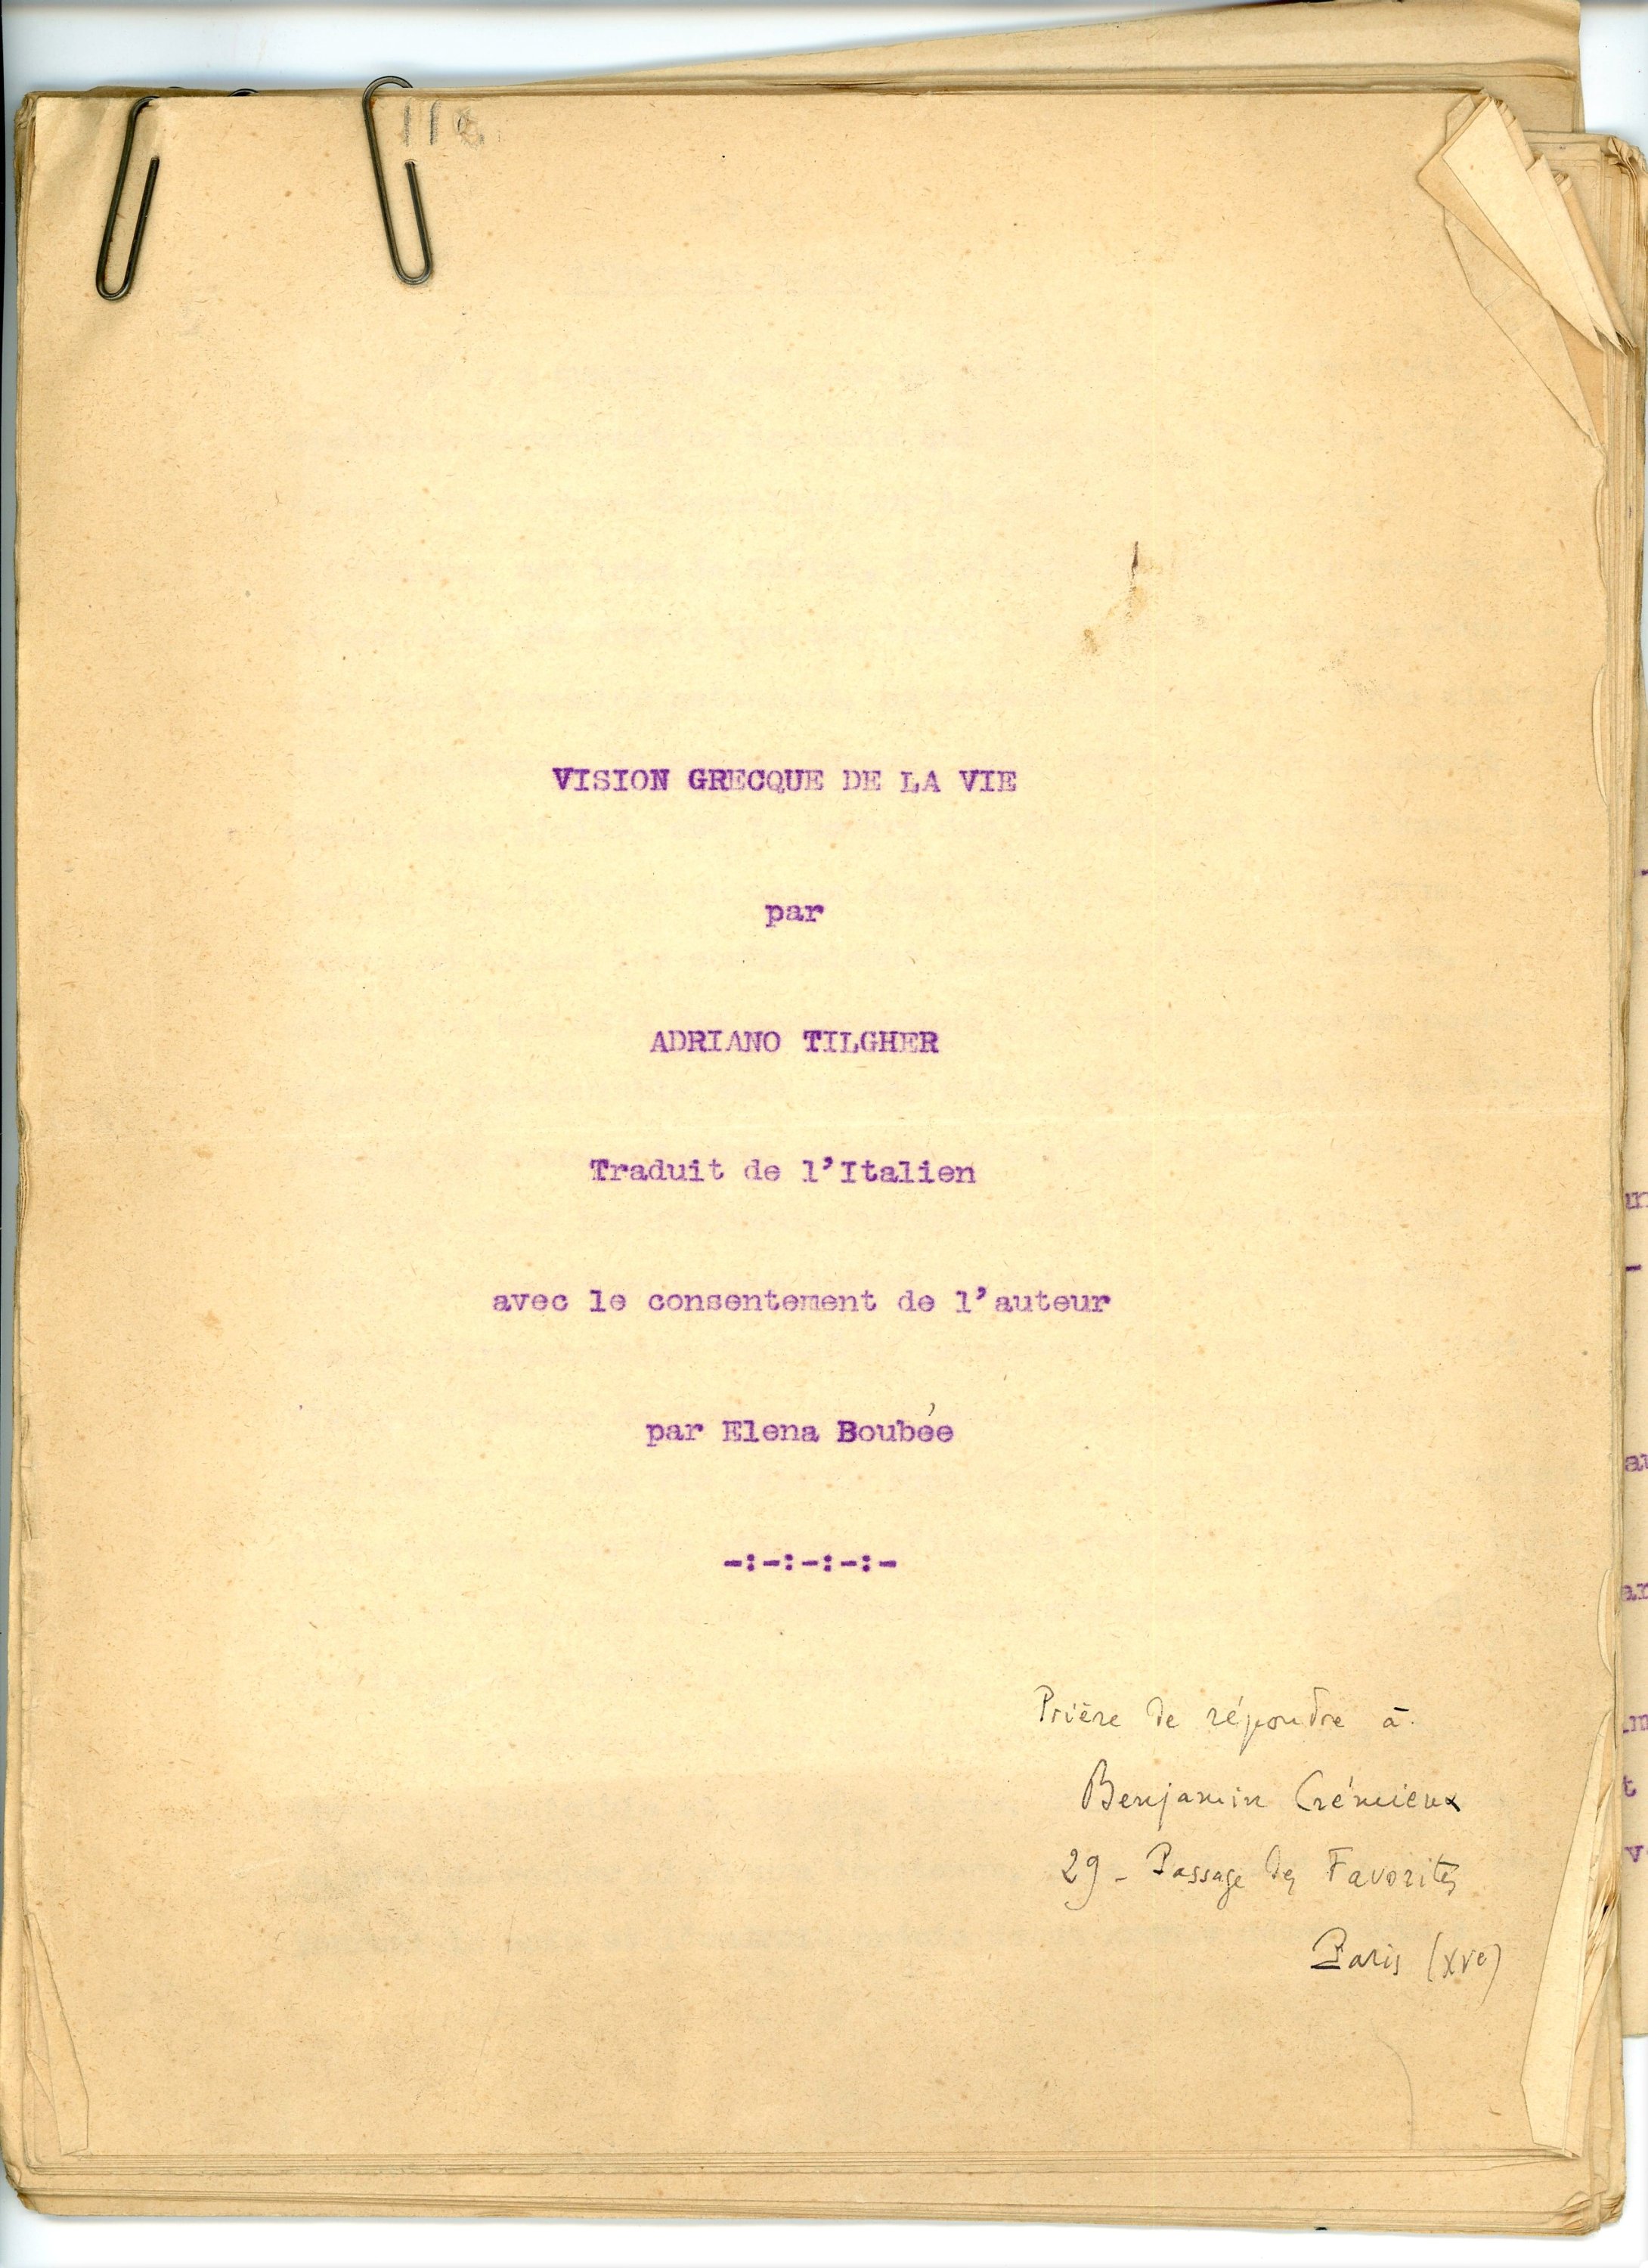 VISION GRECQUE DE LA VIE
par
ADRIANO TILGHER
Traduit de l'Italien
avec le consentement de l'auteur
par Elena Boubée
-:-:-:-:-
Prière de répondre à
Benjamin Crémieux
29 - Passage des Favorites
Paris (XVe)